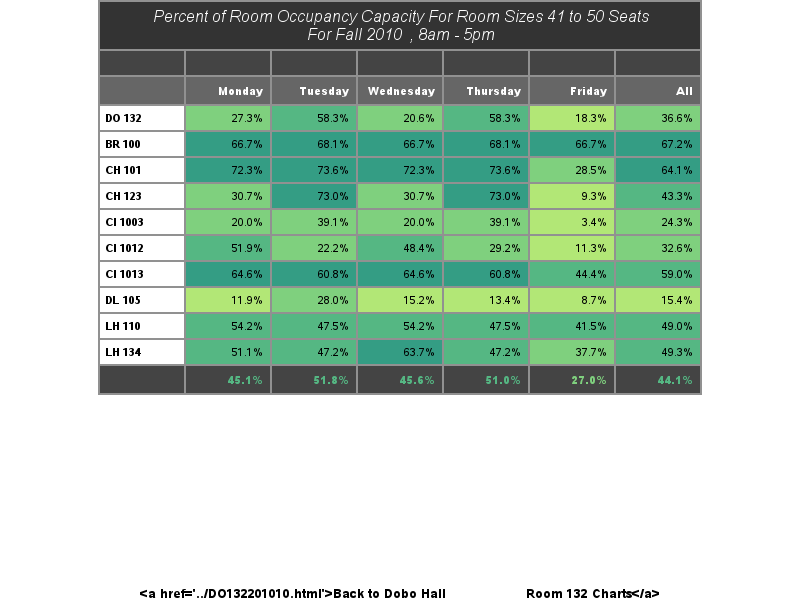 Percent of Room Occupancy Capacity For Room Sizes 41 to 50 Seats
For Fall 2010 , 8am - 5pm
Monday Tuesday Wednesday Thursday Friday All
DO 132 27.3% 58.3% 20.6% 58.3% 18.3% 36.6%
BR 100 66.7% 68.1% 66.7% 68.1% 66.7% 67.2%
CH 101 72.3% 73.6% 72.3% 73.6% 28.5% 64.1%
CH 123 30.7% 73.0% 30.7% 73.0% 9.3% 43.3%
CI 1003 20.0% 39.1% 20.0% 39.1% 3.4% 24.3%
CI 1012 51.9% 22.2% 48.4% 29.2% 11.3% 32.6%
CI 1013 64.6% 60.8% 64.6% 60.8% 44.4% 59.0%
DL 105 11.9% 28.0% 15.2% 13.4% 8.7% 15.4%
LH 110 54.2% 47.5% 54.2% 47.5% 41.5% 49.0%
LH 134 51.1% 47.2% 63.7% 47.2% 37.7% 49.3%
45.1% 51.8% 45.6% 51.0% 27.0% 44.1%
<a href='../DO132201010.html'>Back to Dobo Hall Room 132 Charts</a>